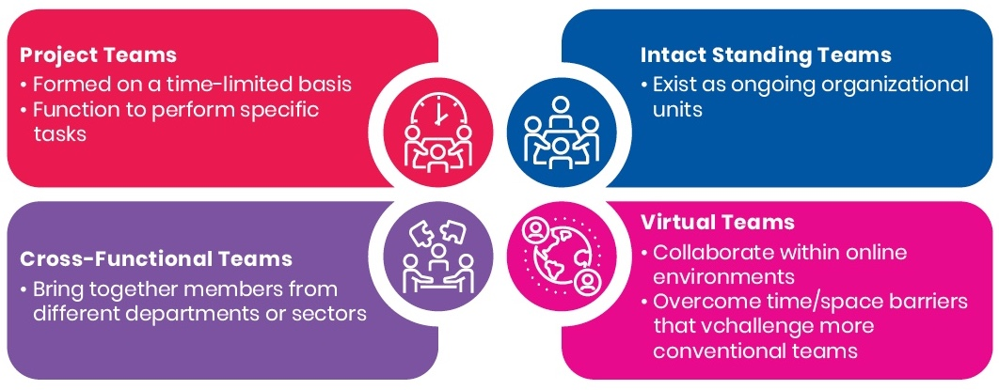 Project Teams
• Formed on a time-limited basis
• Function to perform specific
tasks
Intact Standing Teams
• Exist as ongoing organizational
units
Cross-Functional Teams
• Bring together members from
different departments or sectors
Virtual Teams
• Collaborate within online
environments
• Overcome time/space barriers
that vchallenge more
conventional teams